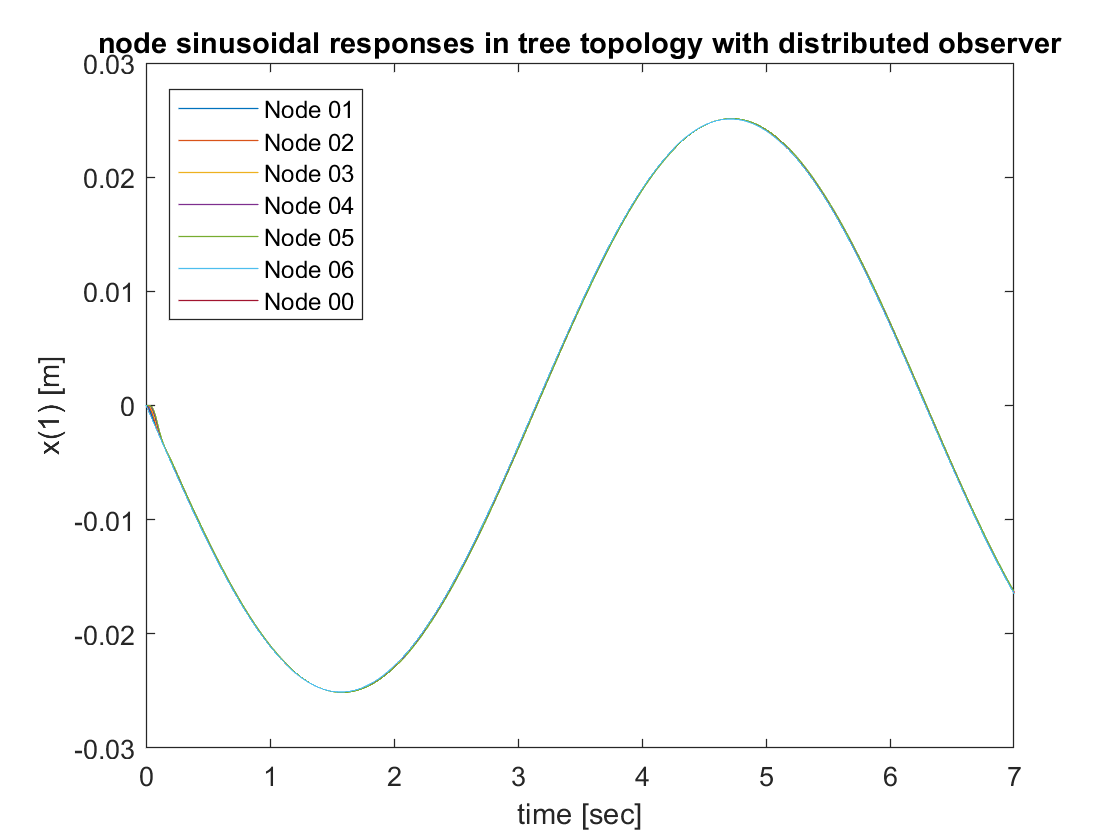 node sinusoidal responses in tree topology with distributed observer
0.03
0.02
0.01
0
-0.01
-0.02
-0.03
x(1) [m]
Node 01
Node 02
Node 03
Node 04
Node 05
Node 06
Node 00
0 1 2 3 4 5 6 7
time [sec]